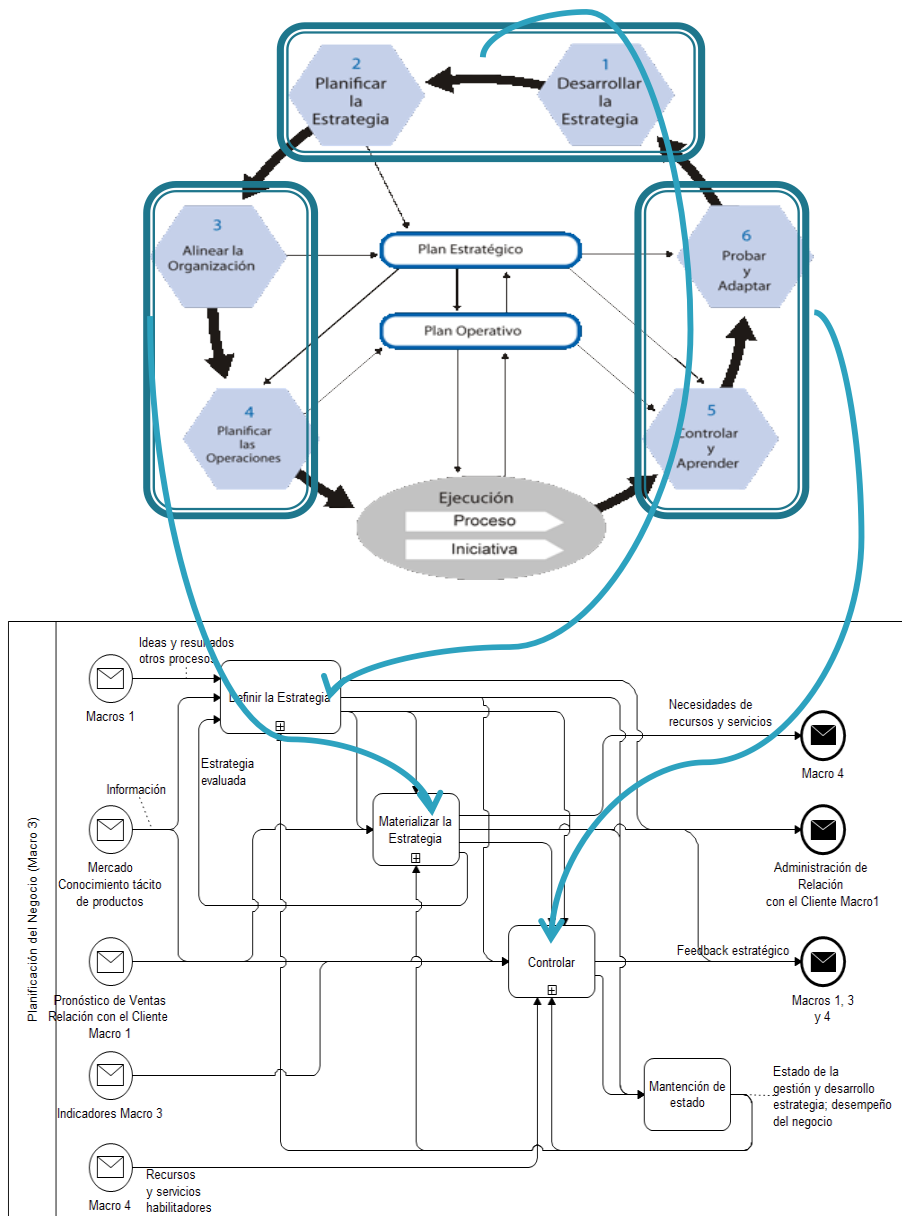 2
Planificar
la
Estrategia
1
Desarrollar
la
Estrategia
3
Alinear la
Organización
Plan Estratégico
6
Probar
y
Adaptar
Plan Operativo
4
Planificar
las
Operaciones
5
Controlar
y
Aprender
Ejecución
Proceso
Iniciativa
Planificación del Negocio (Macro 3)
Ideas y resultados
otros procesos
Macros 1
Definir la Estrategia
Necesidades de
recursos y servicios
Macro 4
Estrategia
evaluada
Información
Mercado
Conocimiento tácito
de productos
Materializar la
Estrategia
Administración de
Relación
con el Cliente Macro1
Pronóstico de Ventas
Relación con el Cliente
Macro 1
Controlar
Feedback estratégico
Macros 1, 3
y 4
Indicadores Macro 3
Mantención de
estado
Estado de la
gestión y desarrollo
estrategia; desempeño
del negocio
Macro 4
Recursos
y servicios
habilitadores